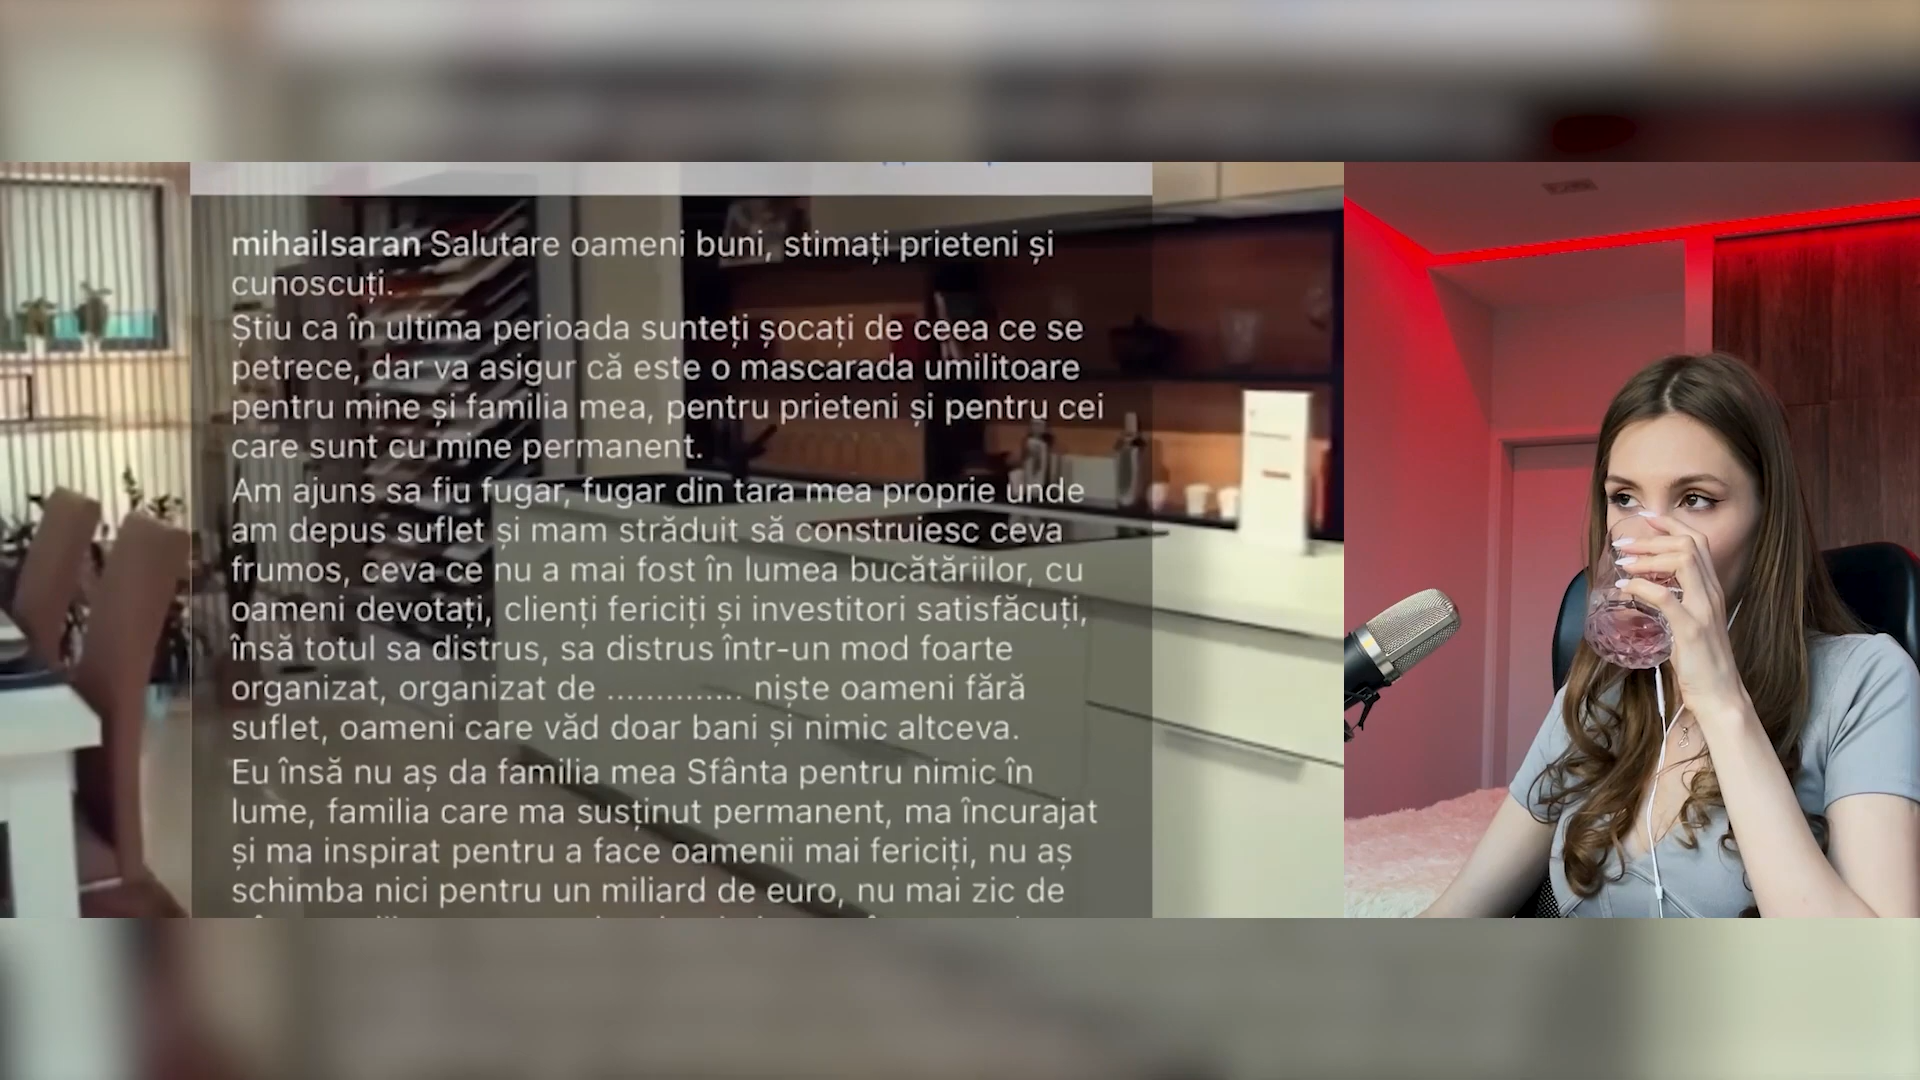 mihailsaran Salutare oameni buni, stimați prieteni și
cunoscuți.
Știu ca în ultima perioada sunteți șocați de ceea ce se
petrece, dar va asigur că este o mascarada umilitoare
pentru mine și familia mea, pentru prieteni și pentru cei
care sunt cu mine permanent.
Am ajuns sa fiu fugar, fugar din tara mea proprie unde
am depus suflet și mam străduit să construiesc ceva
frumos, ceva ce nu a mai fost în lumea bucătăriilor, cu
oameni devotați, clienți fericiți și investitori satisfăcuți,
însă totul sa distrus, sa distrus într-un mod foarte
organizat, organizat de .............. niște oameni fără
suflet, oameni care văd doar bani și nimic altceva.
Eu însă nu aș da familia mea Sfânta pentru nimic în
lume, familia care ma susținut permanent, ma încurajat
și ma inspirat pentru a face oamenii mai fericiți, nu aș
schimba nici pentru un miliard de euro, nu mai zic de